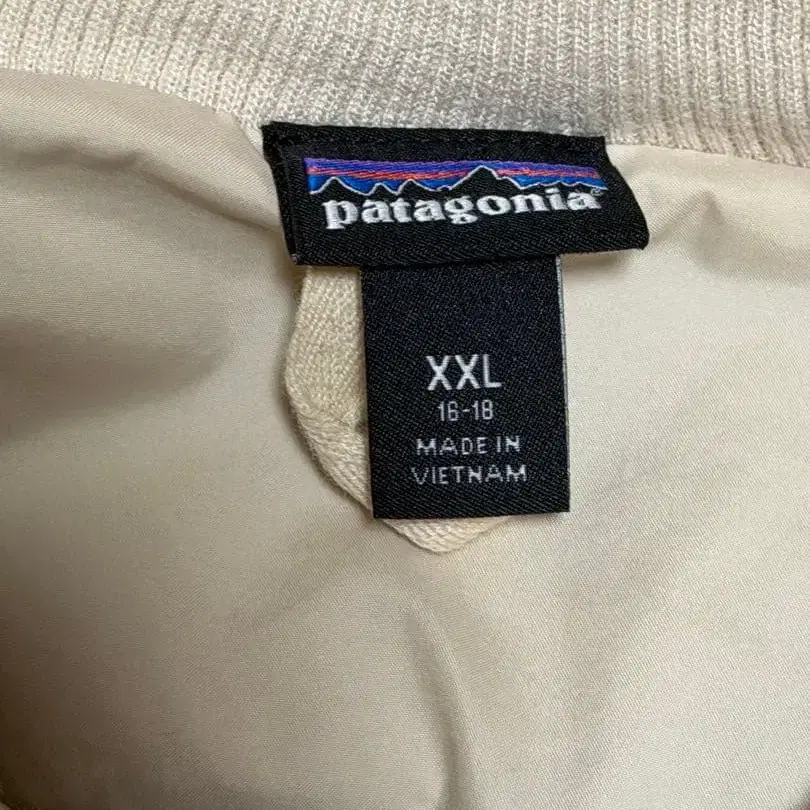 patagonia®
XXL
16-18
MADE IN
VIETNAM